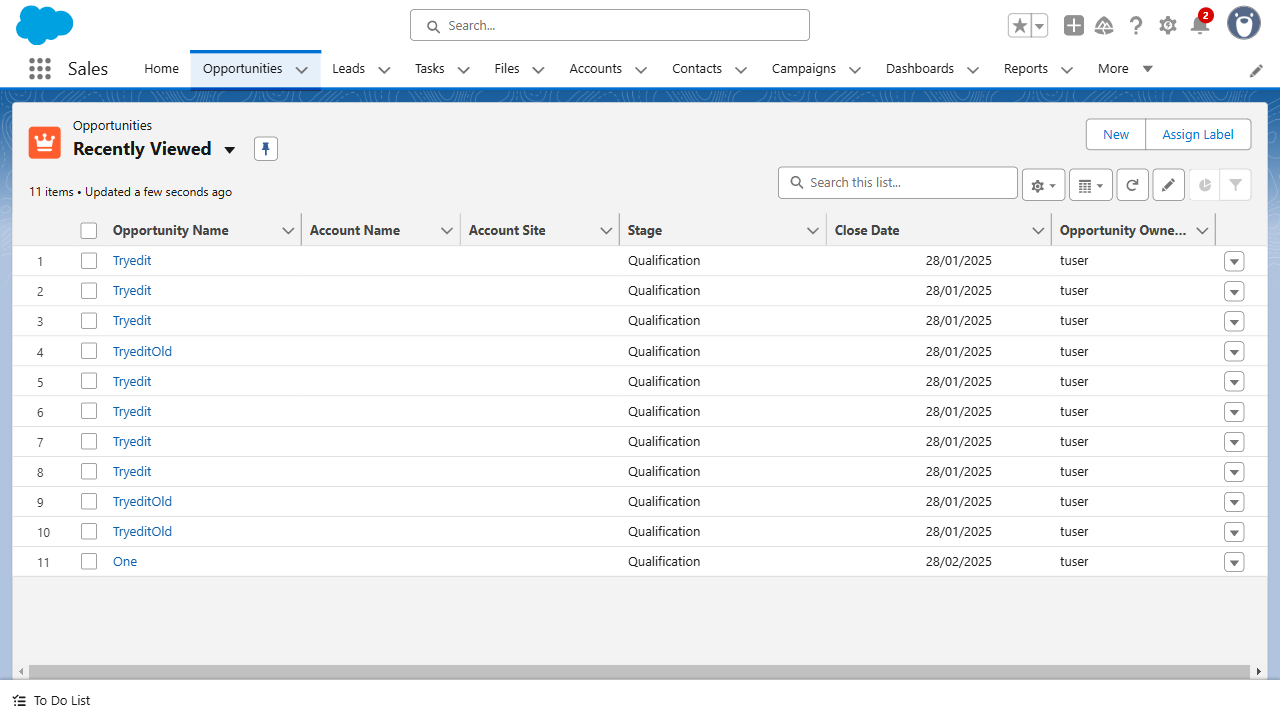 Search...
2
Sales
Home
Opportunities
Leads
Tasks
Files
Accounts
Contacts
Campaigns
Dashboards
Reports
More
Opportunities
Recently Viewed
New
Assign Label
11 items • Updated a few seconds ago
Search this list...
Opportunity Name Account Name Account Site Stage Close Date Opportunity Owne...
1 Tryedit Qualification 28/01/2025 tuser
2 Tryedit Qualification 28/01/2025 tuser
3 Tryedit Qualification 28/01/2025 tuser
4 TryeditOld Qualification 28/01/2025 tuser
5 Tryedit Qualification 28/01/2025 tuser
6 Tryedit Qualification 28/01/2025 tuser
7 Tryedit Qualification 28/01/2025 tuser
8 Tryedit Qualification 28/01/2025 tuser
9 TryeditOld Qualification 28/01/2025 tuser
10 TryeditOld Qualification 28/01/2025 tuser
11 One Qualification 28/02/2025 tuser
To Do List